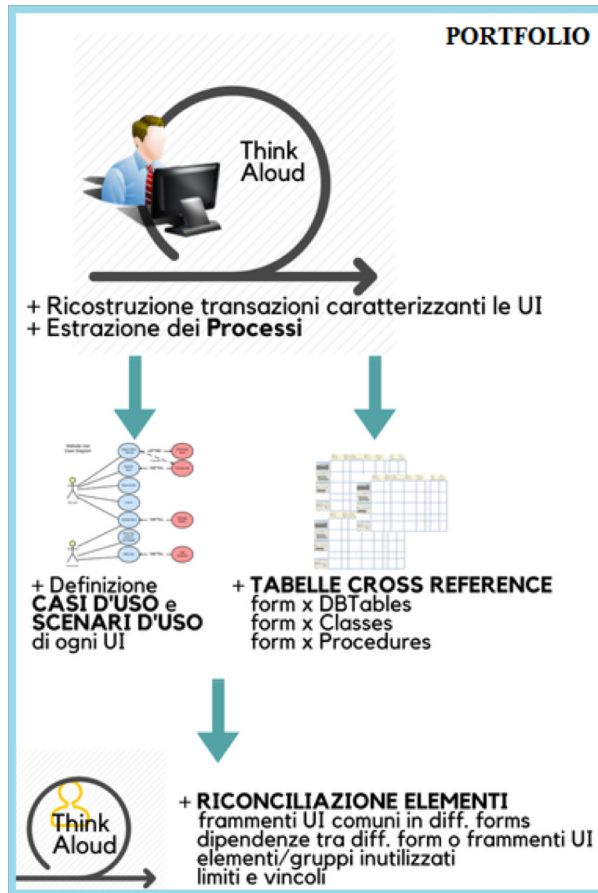 PORTFOLIO
Think
Aloud
+ Ricostruzione transazioni caratterizzanti le UI
+ Estrazione dei Processi
+ Definizione
CASI D'USO e
SCENARI D'USO
di ogni UI
+ TABELLE CROSS REFERENCE
form x DBTables
form x Classes
form x Procedures
Think
Aloud
+ RICONCILIAZIONE ELEMENTI
frammenti UI comuni in diff. forms
dipendenze tra diff. form o frammenti UI
elementi/gruppi inutilizzati
limiti e vincoli